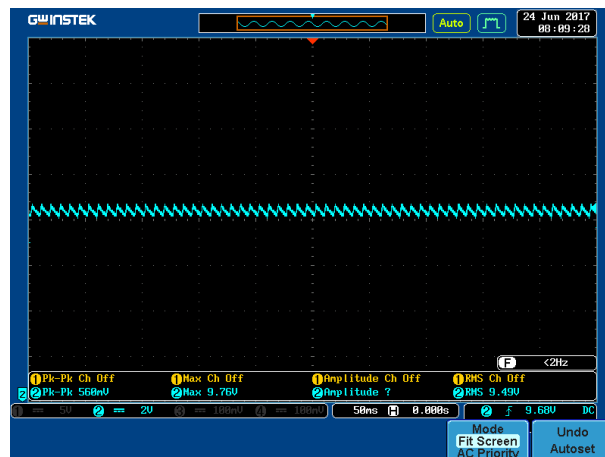 GWINSTEK Auto 24 Jun 2017
08:09:28
F <2Hz
1 Pk-Pk Ch Off 1 Max Ch Off 1 Amplitude Ch Off 1 RMS Ch Off
2 Pk-Pk 560mV 2 Max 9.76V 2 Amplitude ? 2 RMS 9.49V
2
1 5V 2 2V 3 100mV 4 100mV 50ms H 0.000s 2 9.68V DC
Mode Undo
Fit Screen Autoset
AC Priority